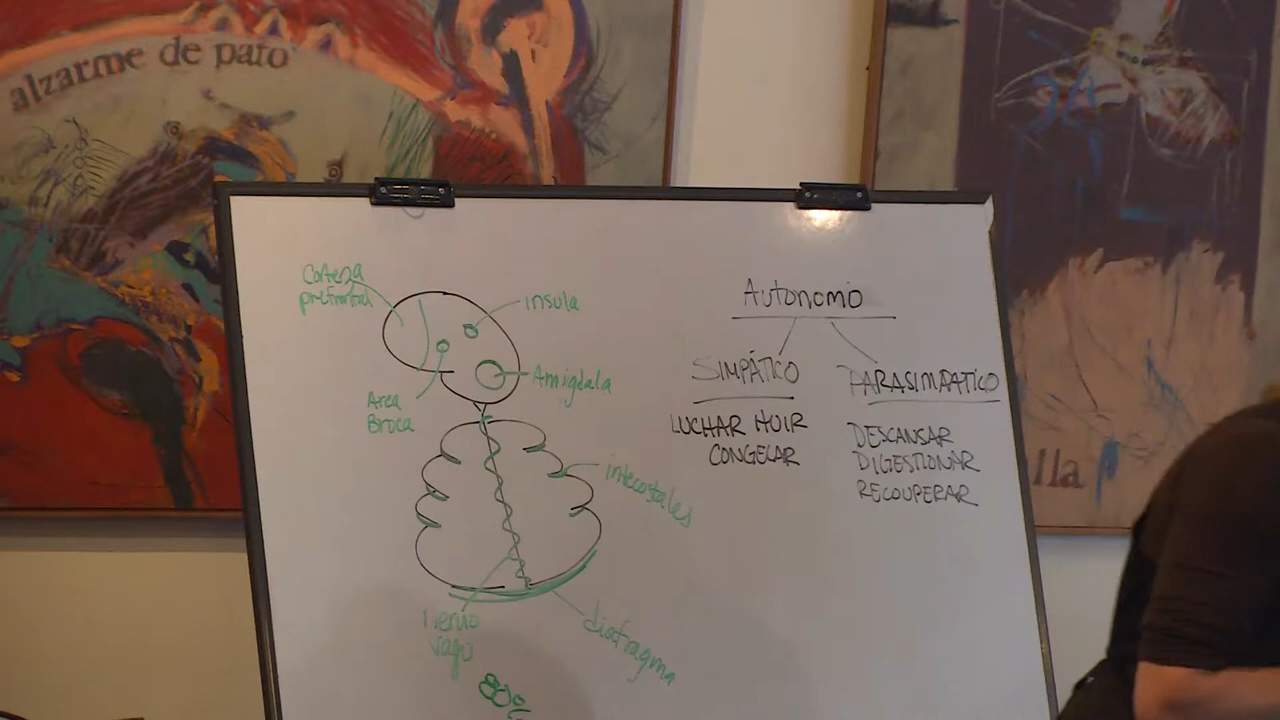 alzarme de pato
Corteza
prefrontal
insula
Amigdala
Area
Broca
intecostales
Nervio
vago
diafragma
Autonomo
SIMPÁTICO
LUCHAR HUIR
CONGELAR
PARASIMPATICO
DESCANSAR
DIGESTIONAR
RECOUPERAR
lla